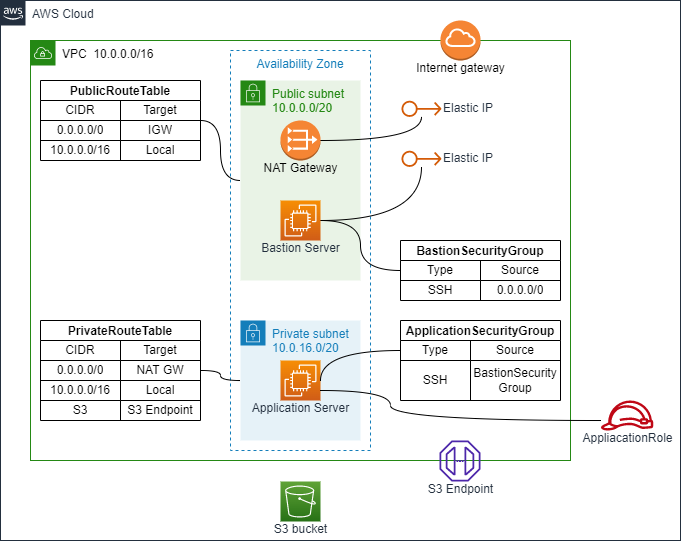 aws
AWS Cloud
VPC 10.0.0.0/16
Internet gateway
Availability Zone
PublicRouteTable
CIDR Target
0.0.0.0/0 IGW
10.0.0.0/16 Local
Public subnet
10.0.0.0/20
NAT Gateway
Elastic IP
Elastic IP
Bastion Server
BastionSecurityGroup
Type Source
SSH 0.0.0.0/0
PrivateRouteTable
CIDR Target
0.0.0.0/0 NAT GW
10.0.0.0/16 Local
S3 S3 Endpoint
Private subnet
10.0.16.0/20
Application Server
ApplicationSecurityGroup
Type Source
SSH BastionSecurity
Group
AppliacationRole
S3 Endpoint
S3 bucket